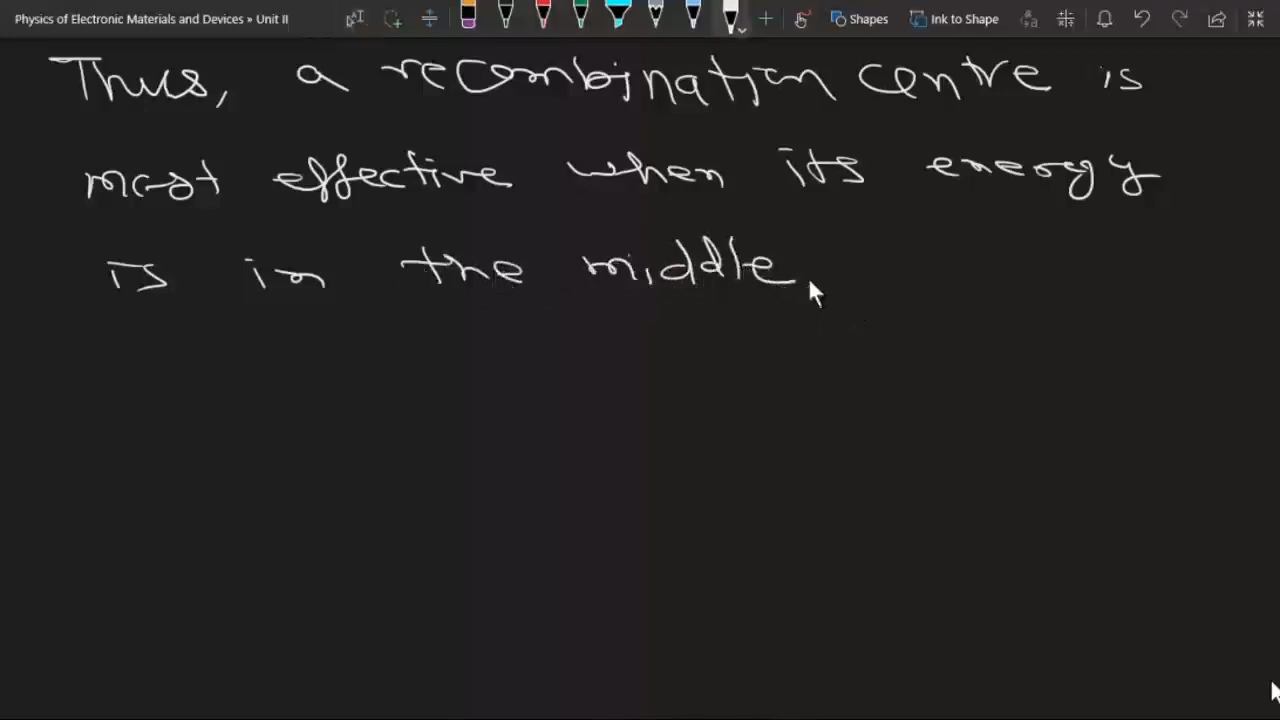 Physics of Electronic Materials and Devices » Unit II
Shapes
Ink to Shape
Thus, a recombination centre is
most effective when its energy
is in the middle